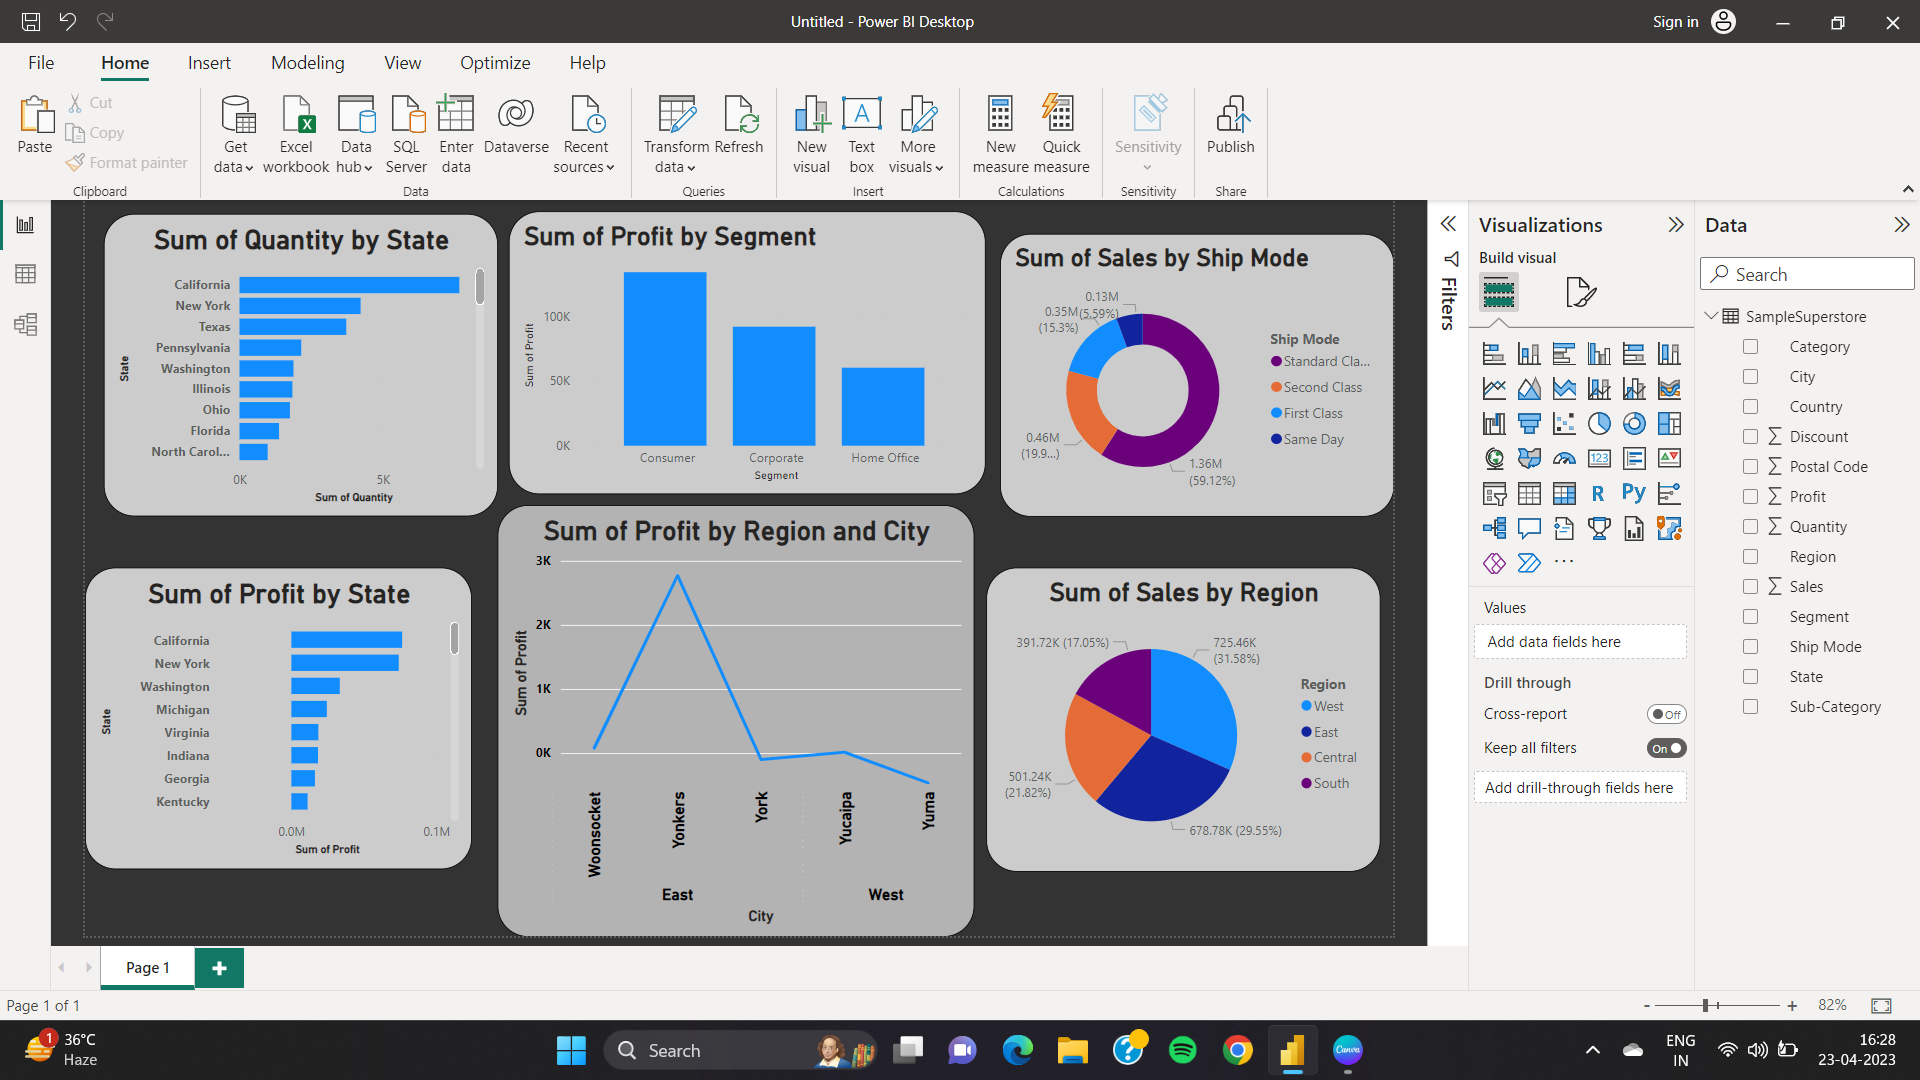 Untitled - Power BI Desktop
Sign in
File
Home
Insert
Modeling
View
Optimize
Help
Paste
Cut
Copy
Format painter
Clipboard
Get data
Excel workbook
Data hub
SQL Server
Enter data
Dataverse
Recent sources
Data
Transform data
Refresh
Queries
New visual
Text box
More visuals
Insert
New measure
Quick measure
Calculations
Sensitivity
Sensitivity
Publish
Share
Sum of Quantity by State
State
California
New York
Texas
Pennsylvania
Washington
Illinois
Ohio
Florida
North Carol...
0K
5K
Sum of Quantity
Sum of Profit by Segment
Sum of Profit
100K
50K
0K
Consumer
Corporate
Home Office
Segment
Sum of Sales by Ship Mode
0.13M
(5.59%)
0.35M
(15.3%)
0.46M
(19.9...)
1.36M
(59.12%)
Ship Mode
Standard Cla...
Second Class
First Class
Same Day
Sum of Profit by State
State
California
New York
Washington
Michigan
Virginia
Indiana
Georgia
Kentucky
0.0M
0.1M
Sum of Profit
Sum of Profit by Region and City
Sum of Profit
3K
2K
1K
0K
Woonsocket
Yonkers
York
Yucaipa
Yuma
East
West
City
Sum of Sales by Region
391.72K (17.05%)
725.46K
(31.58%)
501.24K
(21.82%)
678.78K (29.55%)
Region
West
East
Central
South
Filters
Visualizations
Build visual
R
Py
123
Values
Add data fields here
Drill through
Cross-report
Off
Keep all filters
On
Add drill-through fields here
Data
Search
SampleSuperstore
Category
City
Country
Discount
Postal Code
Profit
Quantity
Region
Sales
Segment
Ship Mode
State
Sub-Category
Page 1
Page 1 of 1
82%
1
36°C
Haze
Search
Canva
ENG
IN
16:28
23-04-2023